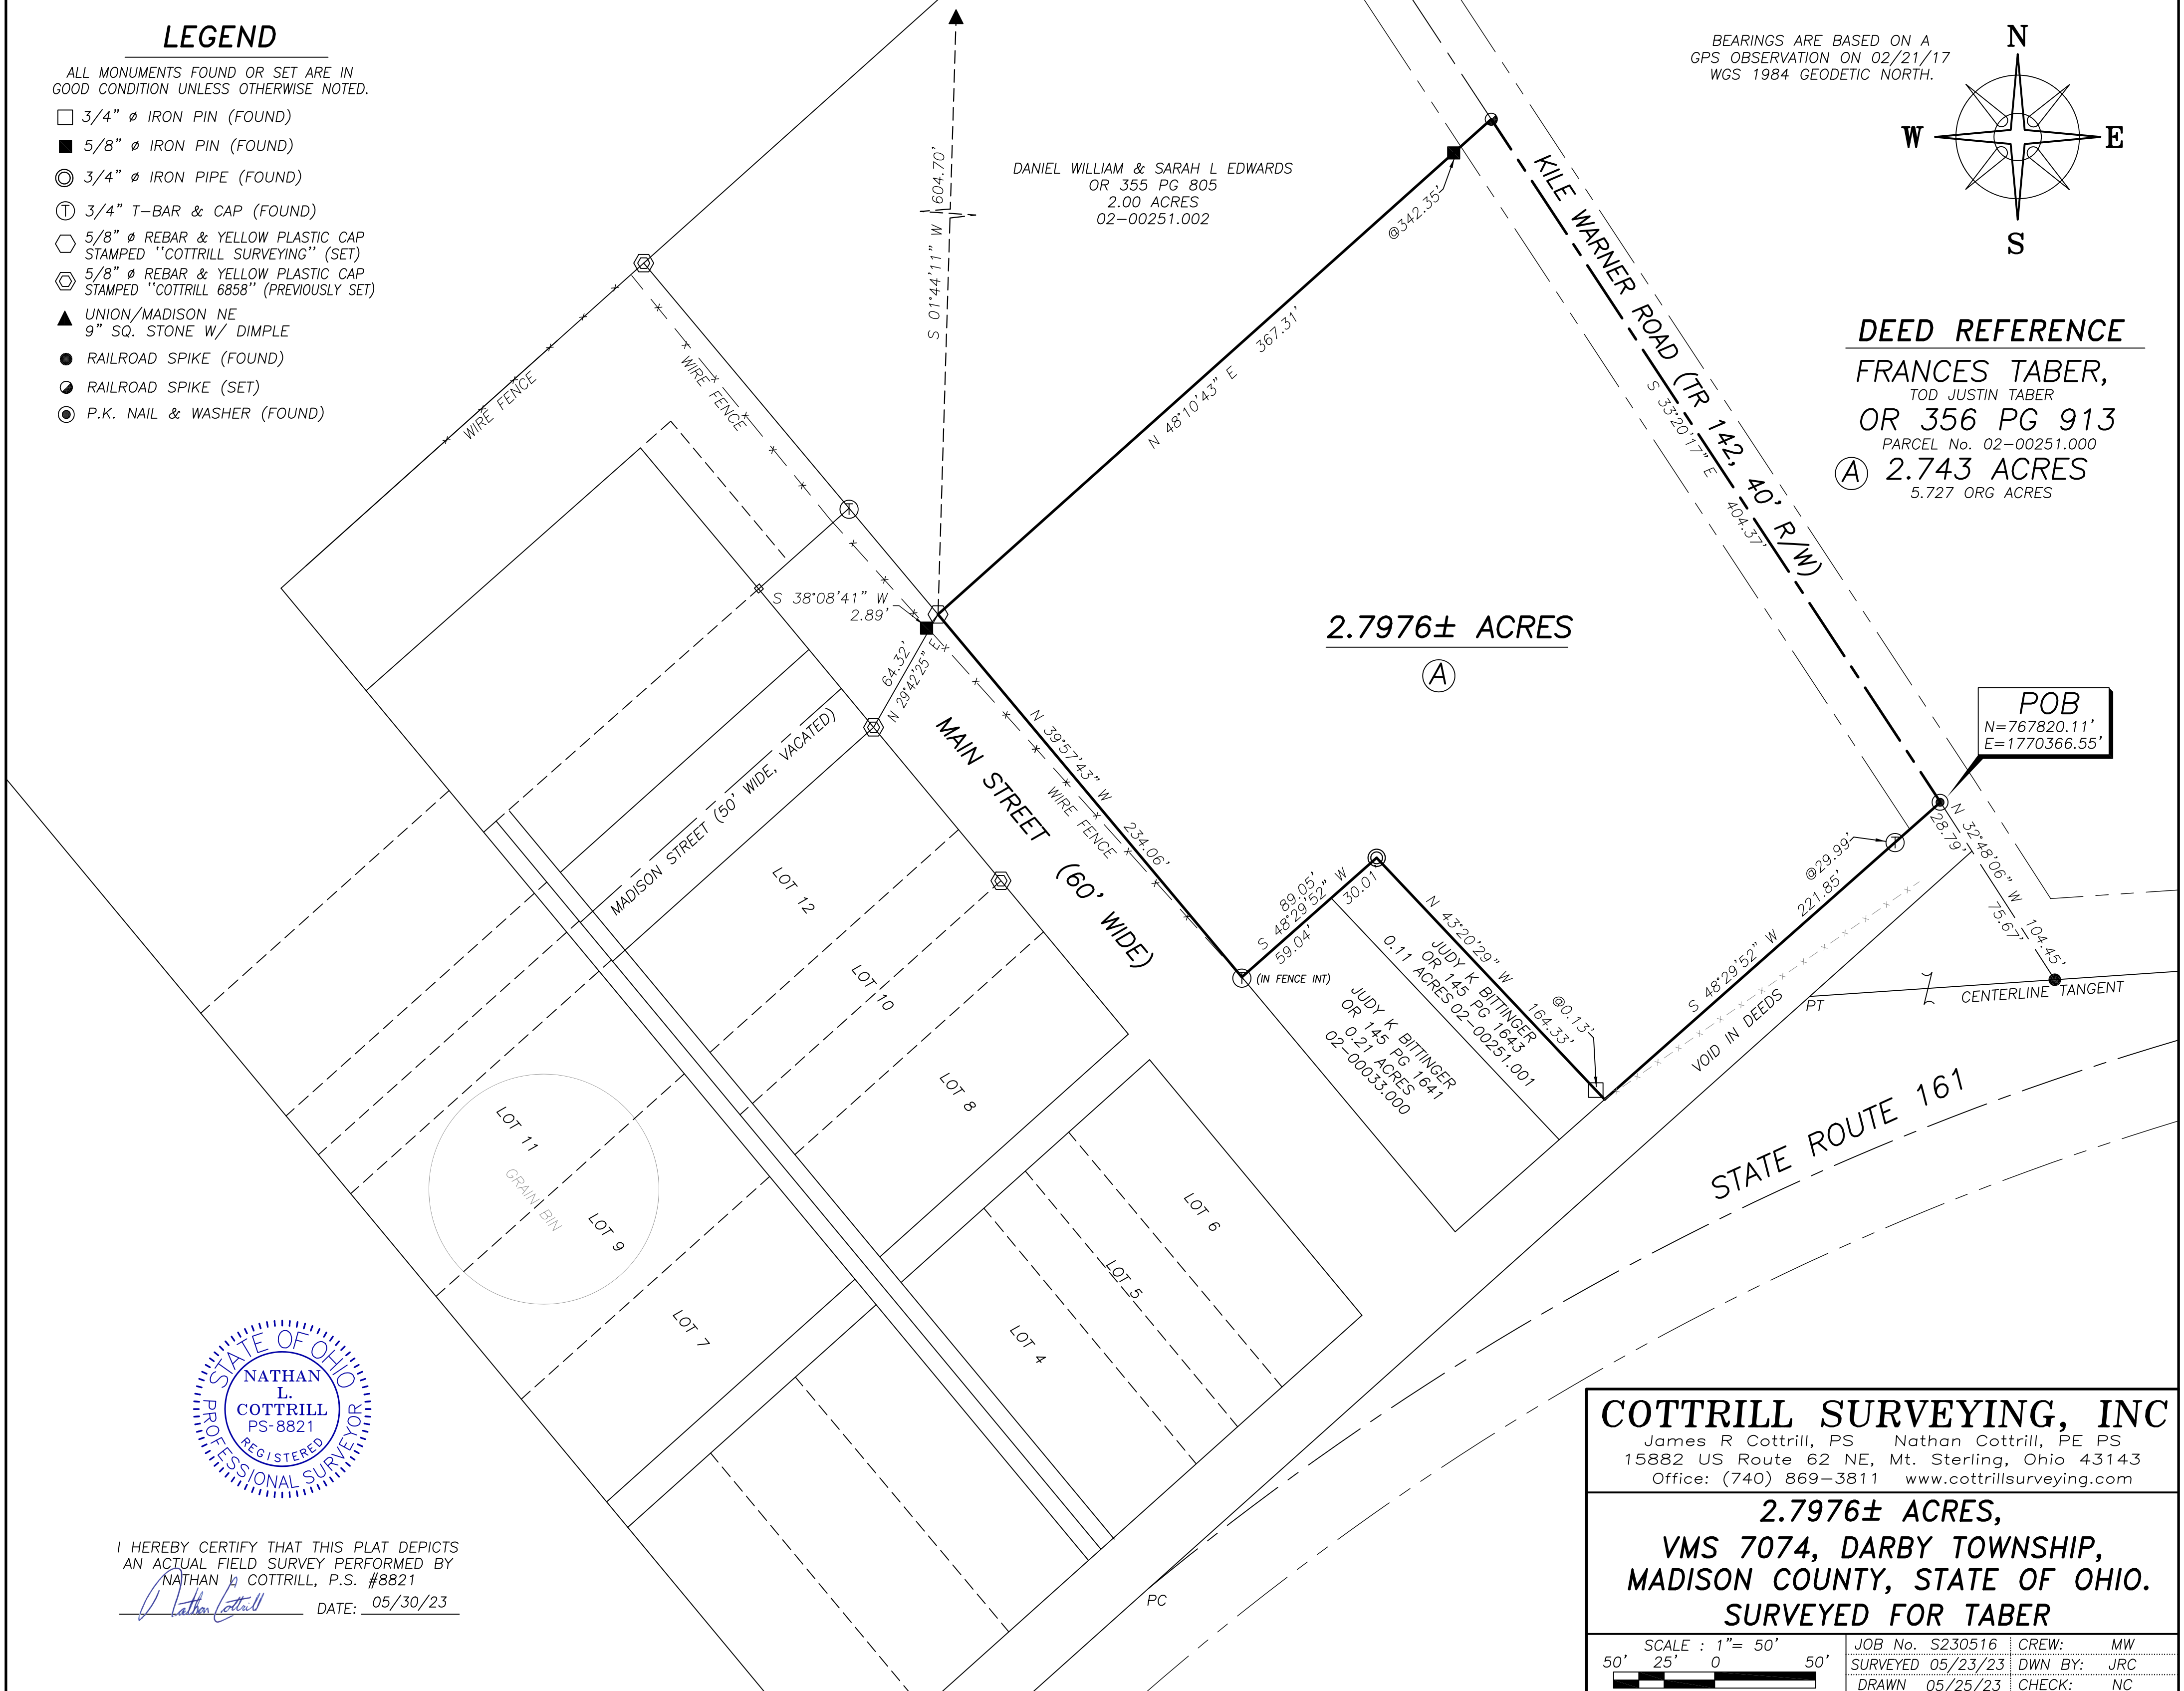 LEGEND
ALL MONUMENTS FOUND OR SET ARE IN
GOOD CONDITION UNLESS OTHERWISE NOTED.
3/4" ø IRON PIN (FOUND)
5/8" ø IRON PIN (FOUND)
3/4" ø IRON PIPE (FOUND)
T 3/4" T-BAR & CAP (FOUND)
5/8" ø REBAR & YELLOW PLASTIC CAP
STAMPED "COTTRILL SURVEYING" (SET)
5/8" ø REBAR & YELLOW PLASTIC CAP
STAMPED "COTTRILL 6858" (PREVIOUSLY SET)
UNION/MADISON NE
9" SQ. STONE W/ DIMPLE
RAILROAD SPIKE (FOUND)
RAILROAD SPIKE (SET)
P.K. NAIL & WASHER (FOUND)
BEARINGS ARE BASED ON A
GPS OBSERVATION ON 02/21/17
WGS 1984 GEODETIC NORTH.
N
W
E
S
DANIEL WILLIAM & SARAH L EDWARDS
OR 355 PG 805
2.00 ACRES
02-00251.002
S 01°44'11" W 604.70'
@342.35'
367.31'
N 48°10'43" E
KILE WARNER ROAD (TR 142, 40' R/W)
S 33°20'17" E 404.37'
DEED REFERENCE
FRANCES TABER,
TOD JUSTIN TABER
OR 356 PG 913
PARCEL No. 02-00251.000
A 2.743 ACRES
5.727 ORG ACRES
WIRE FENCE
WIRE FENCE
T
S 38°08'41" W
2.89'
64.32'
N 29°42'25" E
2.7976± ACRES
A
POB
N=767820.11'
E=1770366.55'
MADISON STREET (50' WIDE, VACATED)
MAIN STREET (60' WIDE)
N 39°57'43" W 234.06'
WIRE FENCE
89.05'
S 48°29'52" W
59.04'
30.01'
T
(IN FENCE INT)
N 43°20'29" W 164.33'
@0.13'
JUDY K BITTINGER
OR 145 PG 1643
0.11 ACRES 02-00251.001
JUDY K BITTINGER
OR 145 PG 1641
0.21 ACRES
02-00033.000
T
@29.99'
221.85'
S 48°29'52" W
VOID IN DEEDS
N 32°48'06" W 104.45'
28.79'
75.67'
PT
CENTERLINE TANGENT
STATE ROUTE 161
LOT 12
LOT 10
LOT 8
LOT 11
GRAIN BIN
LOT 9
LOT 7
LOT 6
LOT 5
LOT 4
PC
STATE OF OHIO
NATHAN
L.
COTTRILL
PS-8821
REGISTERED
PROFESSIONAL SURVEYOR
I HEREBY CERTIFY THAT THIS PLAT DEPICTS
AN ACTUAL FIELD SURVEY PERFORMED BY
NATHAN L COTTRILL, P.S. #8821
Nathan Cottrill DATE: 05/30/23
COTTRILL SURVEYING, INC
James R Cottrill, PS Nathan Cottrill, PE PS
15882 US Route 62 NE, Mt. Sterling, Ohio 43143
Office: (740) 869-3811 www.cottrillsurveying.com
2.7976± ACRES,
VMS 7074, DARBY TOWNSHIP,
MADISON COUNTY, STATE OF OHIO.
SURVEYED FOR TABER
SCALE : 1"= 50'
50' 25' 0 50'
JOB No. S230516 CREW: MW
SURVEYED 05/23/23 DWN BY: JRC
DRAWN 05/25/23 CHECK: NC